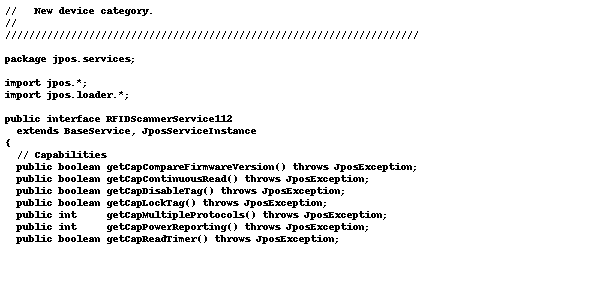 //   New device category.
//
/////////////////////////////////////////////////////////////////////

package jpos.services;

import jpos.*;
import jpos.loader.*;

public interface RFIDScannerService112
  extends BaseService, JposServiceInstance
{
  // Capabilities
  public boolean getCapCompareFirmwareVersion() throws JposException;
  public boolean getCapContinuousRead() throws JposException;
  public boolean getCapDisableTag() throws JposException;
  public boolean getCapLockTag() throws JposException;
  public int     getCapMultipleProtocols() throws JposException;
  public int     getCapPowerReporting() throws JposException;
  public boolean getCapReadTimer() throws JposException;